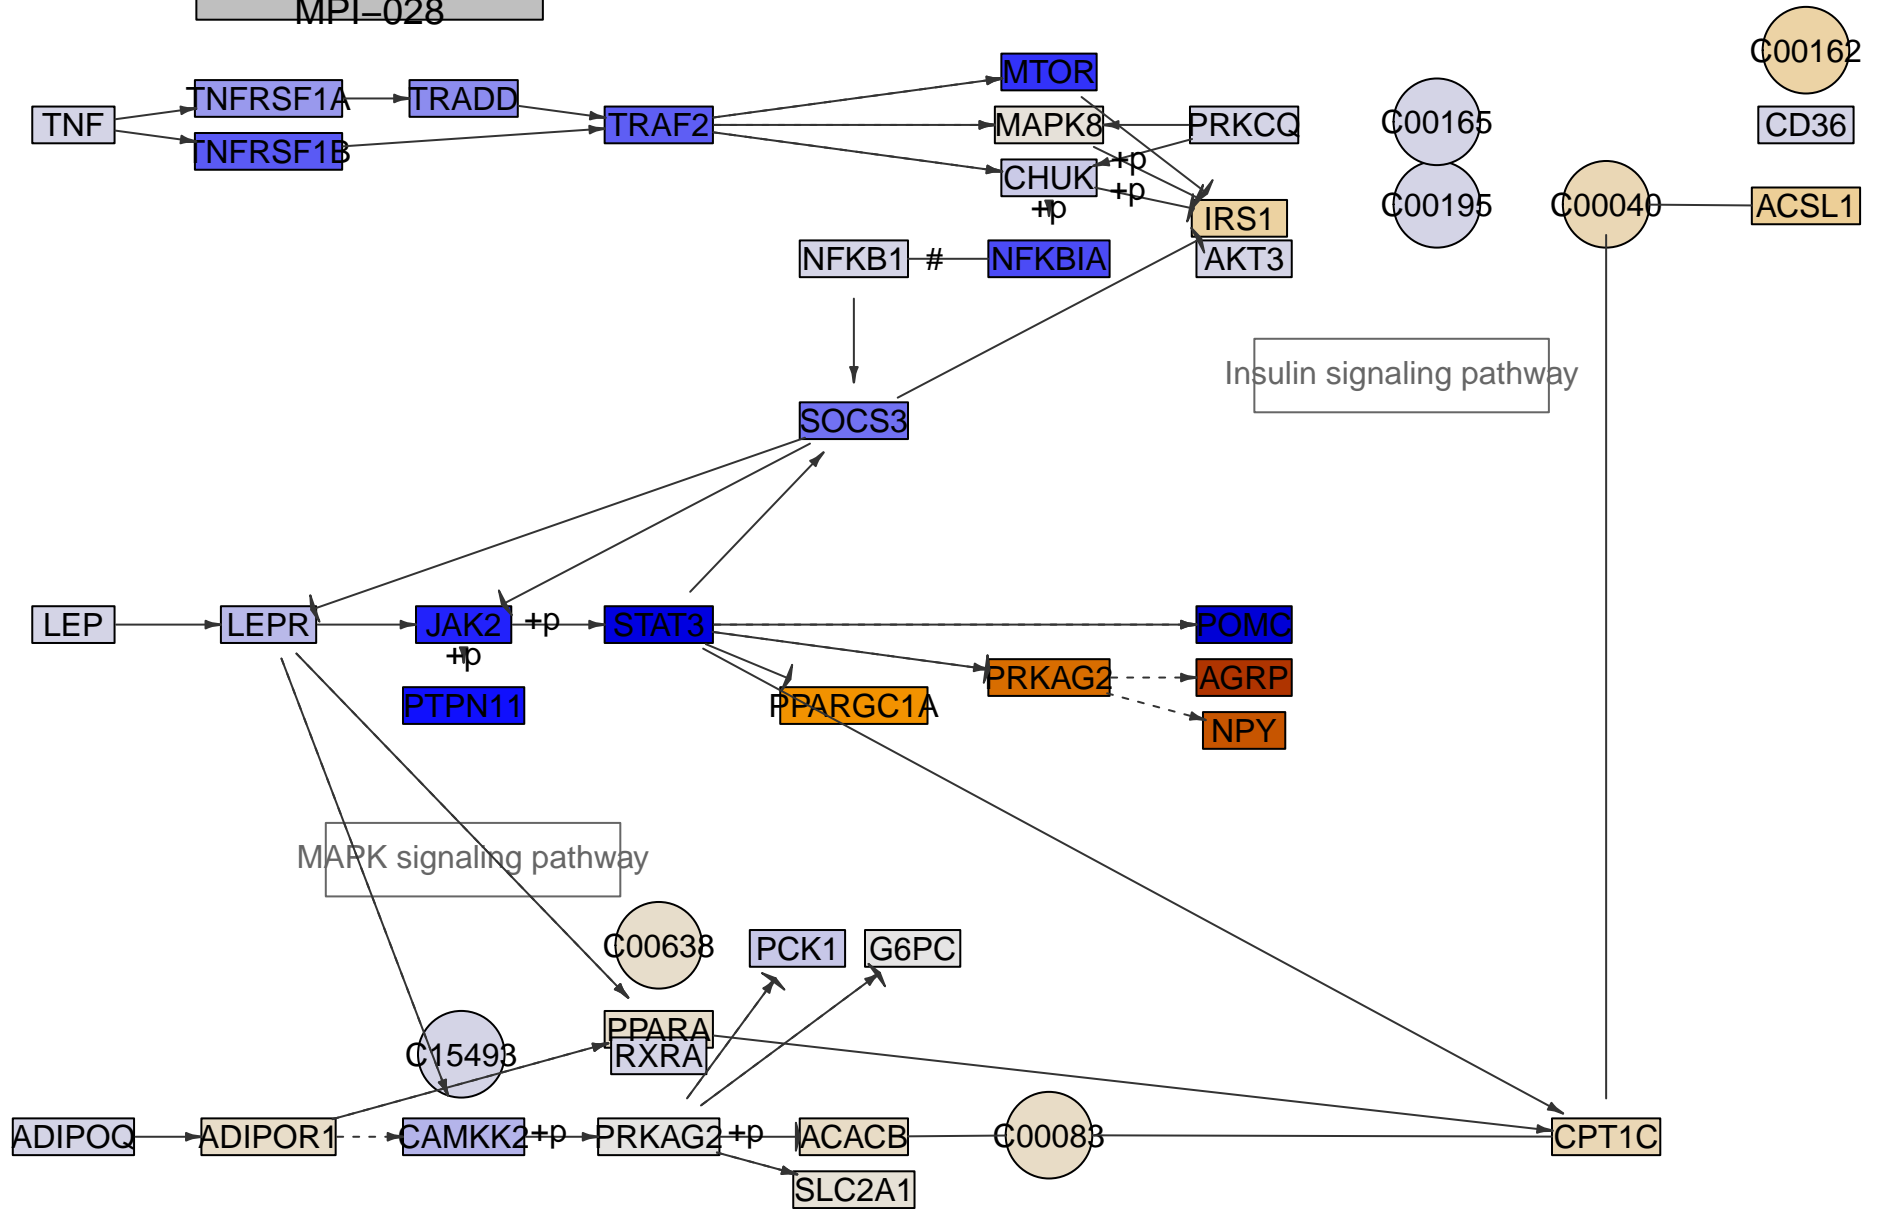 MPI−028
C00162
MTOR
TNFRSF1A
TRADD
TNF
TRAF2
MAPK8
PRKCQ
C00165
CD36
TNFRSF1B
+p
CHUK
+p
+p
IRS1
C00195
C00040
ACSL1
NFKB1
#
NFKBIA
AKT3
Insulin signaling pathway
SOCS3
LEP
LEPR
JAK2
+p
STAT3
POMC
+p
PRKAG2
AGRP
PTPN11
PPARGC1A
NPY
MAPK signaling pathway
C00638
PCK1
G6PC
PPARA
C15493
RXRA
ADIPOQ
ADIPOR1
CAMKK2
+p
PRKAG2
+p
ACACB
C00083
CPT1C
SLC2A1